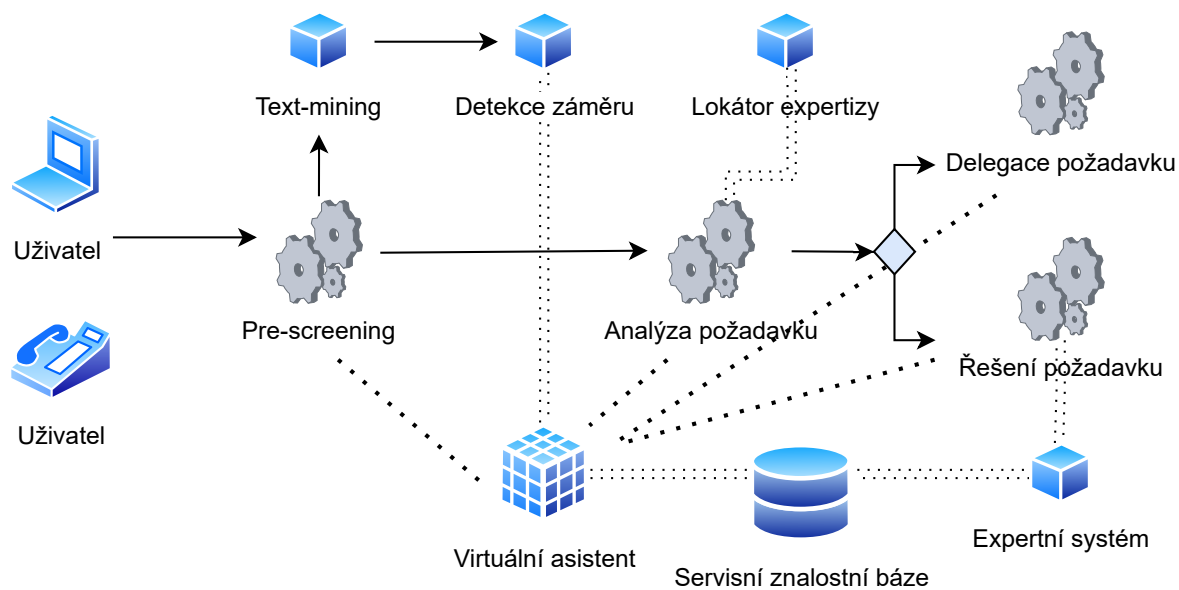 Text-mining
Detekce záměru
Lokátor expertizy
Delegace požadavku
Uživatel
Pre-screening
Analýza požadavku
Řešení požadavku
Uživatel
Virtuální asistent
Servisní znalostní báze
Expertní systém